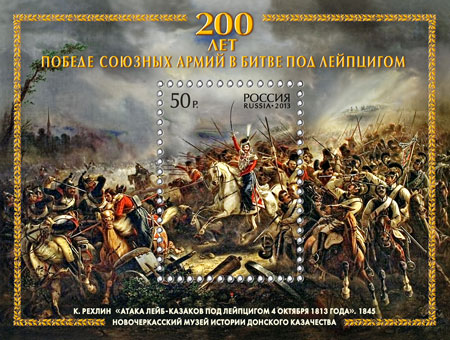 200
ЛЕТ
ПОБЕДЕ СОЮЗНЫХ АРМИЙ В БИТВЕ ПОД ЛЕЙПЦИГОМ
50 Р. РОССИЯ
RUSSIA•2013
К. РЕХЛИН «АТАКА ЛЕЙБ-КАЗАКОВ ПОД ЛЕЙПЦИГОМ 4 ОКТЯБРЯ 1813 ГОДА». 1845
НОВОЧЕРКАССКИЙ МУЗЕЙ ИСТОРИИ ДОНСКОГО КАЗАЧЕСТВА